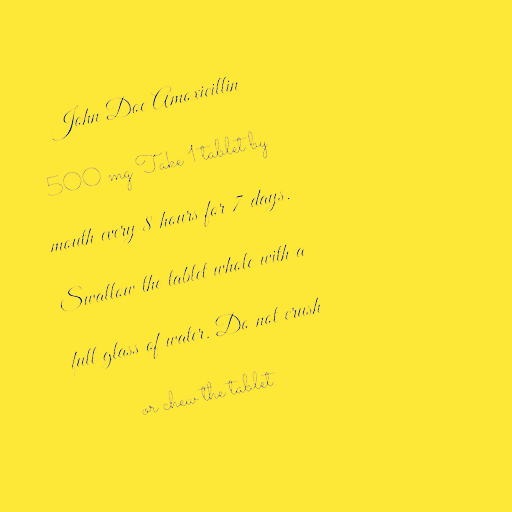 John Doe Amoxicillin
500 mg Take 1 tablet by
mouth every 8 hours for 7 days.
Swallow the tablet whole with a
full glass of water. Do not crush
or chew the tablet